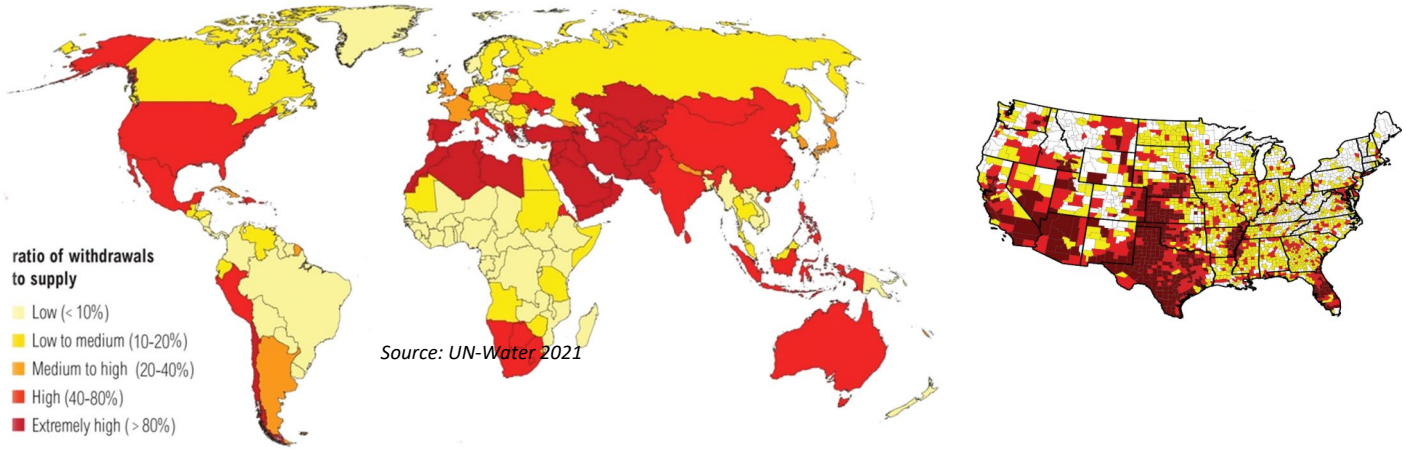 ratio of withdrawals
to supply
Low (< 10%)
Low to medium (10-20%)
Medium to high (20-40%)
High (40-80%)
Extremely high (> 80%)
Source: UN-Water 2021